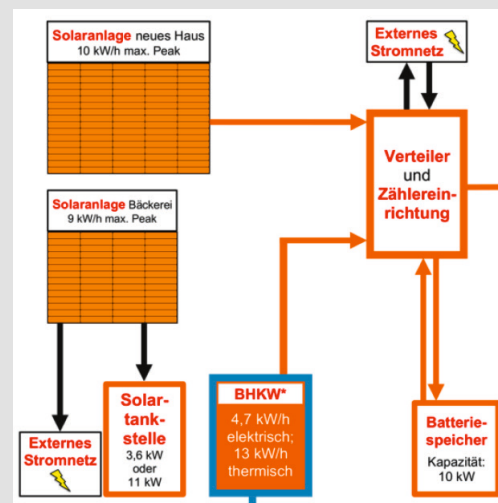 Solaranlage neues Haus
10 kW/h max. Peak
Externes
Stromnetz
Verteiler
und
Zählerein-
richtung
Solaranlage Bäckerei
9 kW/h max. Peak
Externes
Stromnetz
Solar-
tank-
stelle
3,6 kW
oder
11 kW
BHKW*
4,7 kW/h
elektrisch;
13 kW/h
thermisch
Batterie-
speicher
Kapazität:
10 kW